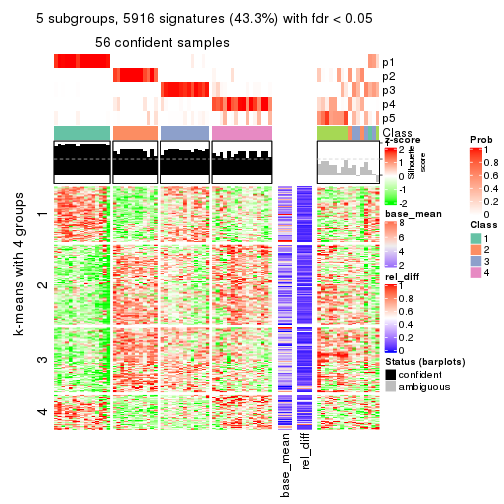 5 subgroups, 5916 signatures (43.3%) with fdr < 0.05
56 confident samples
p1
p2
p3
p4
p5
Class
Silhouette
score
k-means with 4 groups
1
2
3
4
base_mean
rel_diff
z-score
2
1
0
-1
-2
base_mean
8
6
4
2
rel_diff
1
0.8
0.6
0.4
0.2
0
Status (barplots)
confident
ambiguous
Prob
1
0.8
0.6
0.4
0.2
0
Class
1
2
3
4